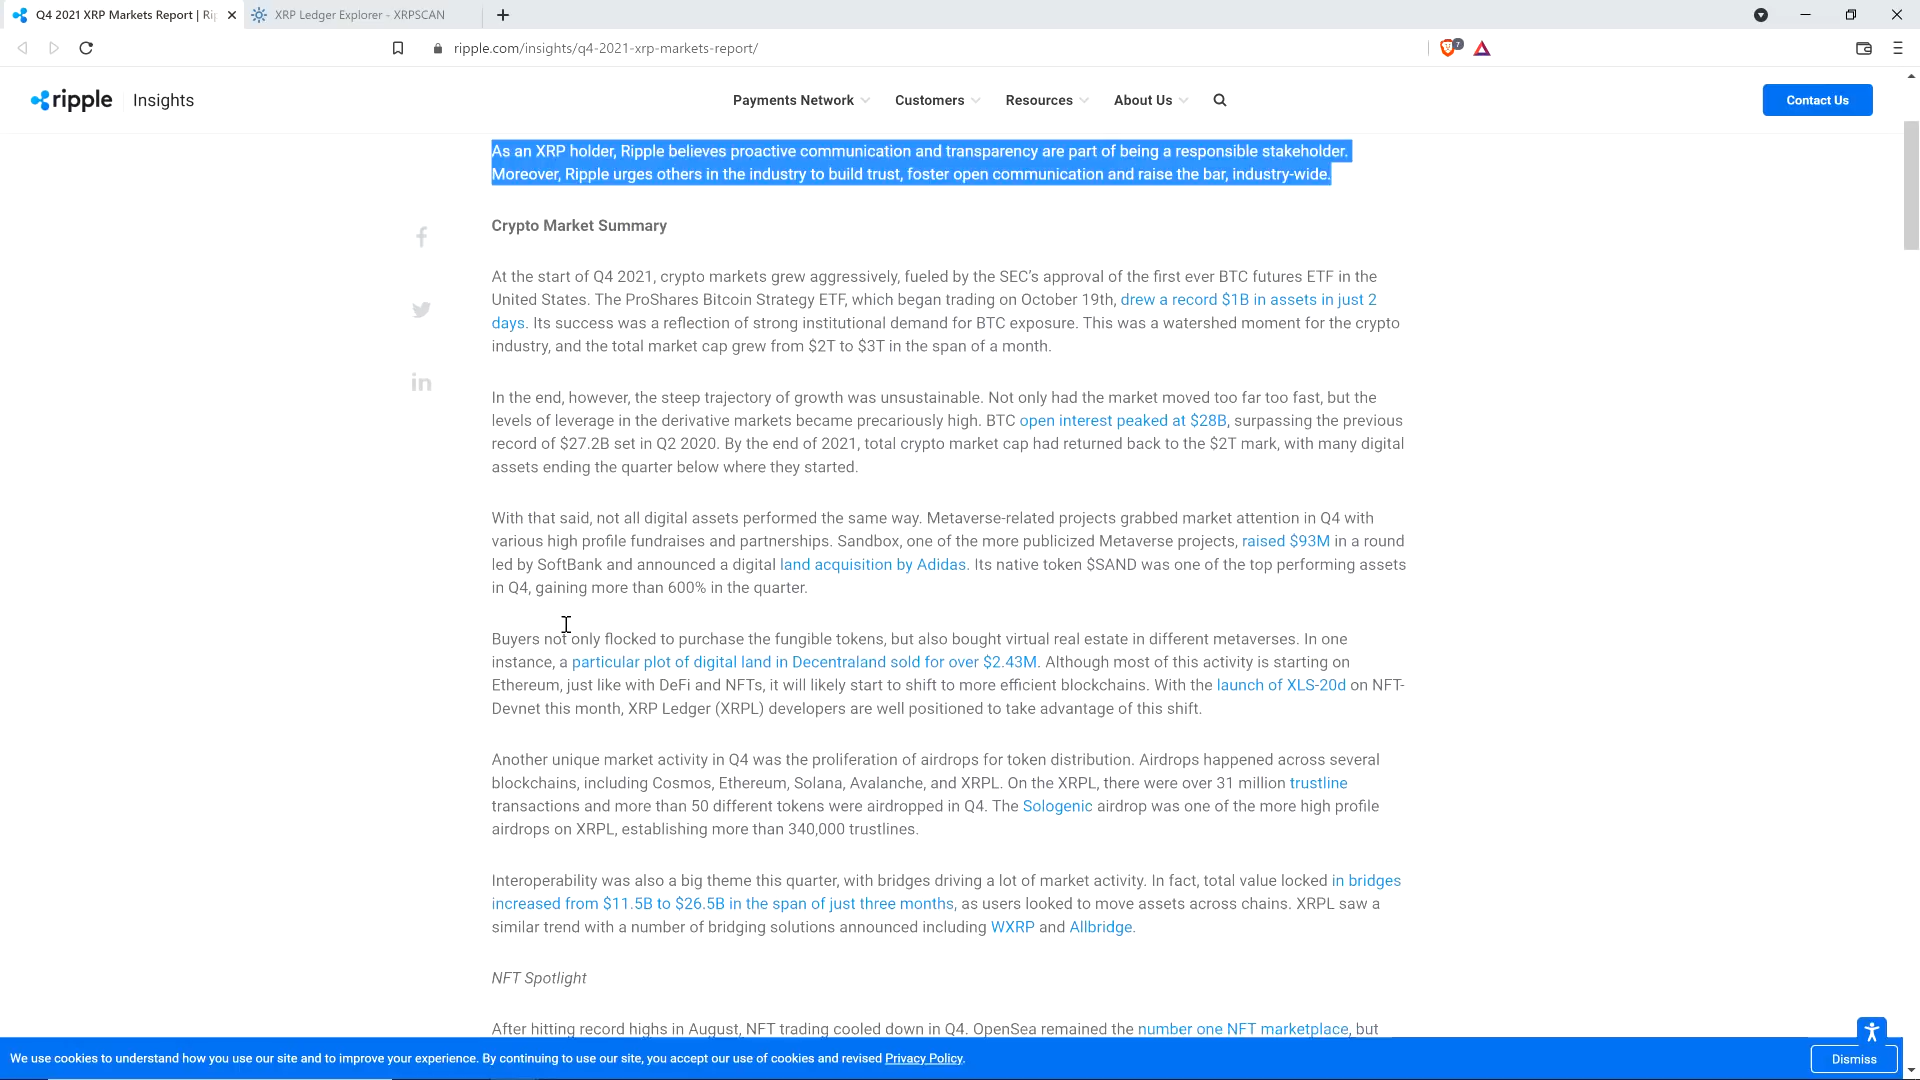 Q4 2021 XRP Markets Report | Rip
XRP Ledger Explorer - XRPSCAN
ripple.com/insights/q4-2021-xrp-markets-report/
7
ripple
Insights
Payments Network
Customers
Resources
About Us
Contact Us
As an XRP holder, Ripple believes proactive communication and transparency are part of being a responsible stakeholder.
Moreover, Ripple urges others in the industry to build trust, foster open communication and raise the bar, industry-wide.
Crypto Market Summary
At the start of Q4 2021, crypto markets grew aggressively, fueled by the SEC's approval of the first ever BTC futures ETF in the
United States. The ProShares Bitcoin Strategy ETF, which began trading on October 19th, drew a record $1B in assets in just 2
days. Its success was a reflection of strong institutional demand for BTC exposure. This was a watershed moment for the crypto
industry, and the total market cap grew from $2T to $3T in the span of a month.
In the end, however, the steep trajectory of growth was unsustainable. Not only had the market moved too far too fast, but the
levels of leverage in the derivative markets became precariously high. BTC open interest peaked at $28B, surpassing the previous
record of $27.2B set in Q2 2020. By the end of 2021, total crypto market cap had returned back to the $2T mark, with many digital
assets ending the quarter below where they started.
With that said, not all digital assets performed the same way. Metaverse-related projects grabbed market attention in Q4 with
various high profile fundraises and partnerships. Sandbox, one of the more publicized Metaverse projects, raised $93M in a round
led by SoftBank and announced a digital land acquisition by Adidas. Its native token $SAND was one of the top performing assets
in Q4, gaining more than 600% in the quarter.
Buyers not only flocked to purchase the fungible tokens, but also bought virtual real estate in different metaverses. In one
instance, a particular plot of digital land in Decentraland sold for over $2.43M. Although most of this activity is starting on
Ethereum, just like with DeFi and NFTs, it will likely start to shift to more efficient blockchains. With the launch of XLS-20d on NFT-
Devnet this month, XRP Ledger (XRPL) developers are well positioned to take advantage of this shift.
Another unique market activity in Q4 was the proliferation of airdrops for token distribution. Airdrops happened across several
blockchains, including Cosmos, Ethereum, Solana, Avalanche, and XRPL. On the XRPL, there were over 31 million trustline
transactions and more than 50 different tokens were airdropped in Q4. The Sologenic airdrop was one of the more high profile
airdrops on XRPL, establishing more than 340,000 trustlines.
Interoperability was also a big theme this quarter, with bridges driving a lot of market activity. In fact, total value locked in bridges
increased from $11.5B to $26.5B in the span of just three months, as users looked to move assets across chains. XRPL saw a
similar trend with a number of bridging solutions announced including WXRP and Allbridge.
NFT Spotlight
After hitting record highs in August, NFT trading cooled down in Q4. OpenSea remained the number one NFT marketplace, but
We use cookies to understand how you use our site and to improve your experience. By continuing to use our site, you accept our use of cookies and revised Privacy Policy.
Dismiss